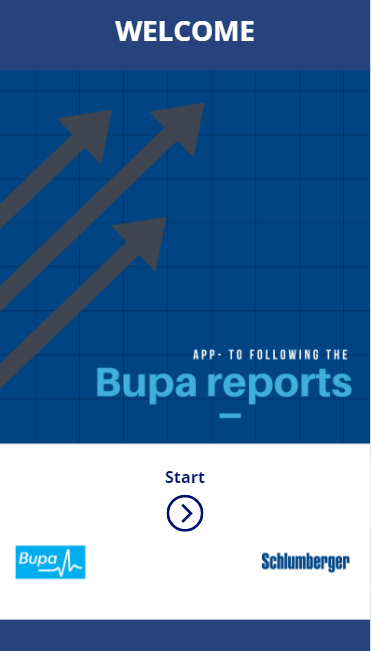 WELCOME
APP- TO FOLLOWING THE
Bupa reports
Start
Bupa
Schlumberger